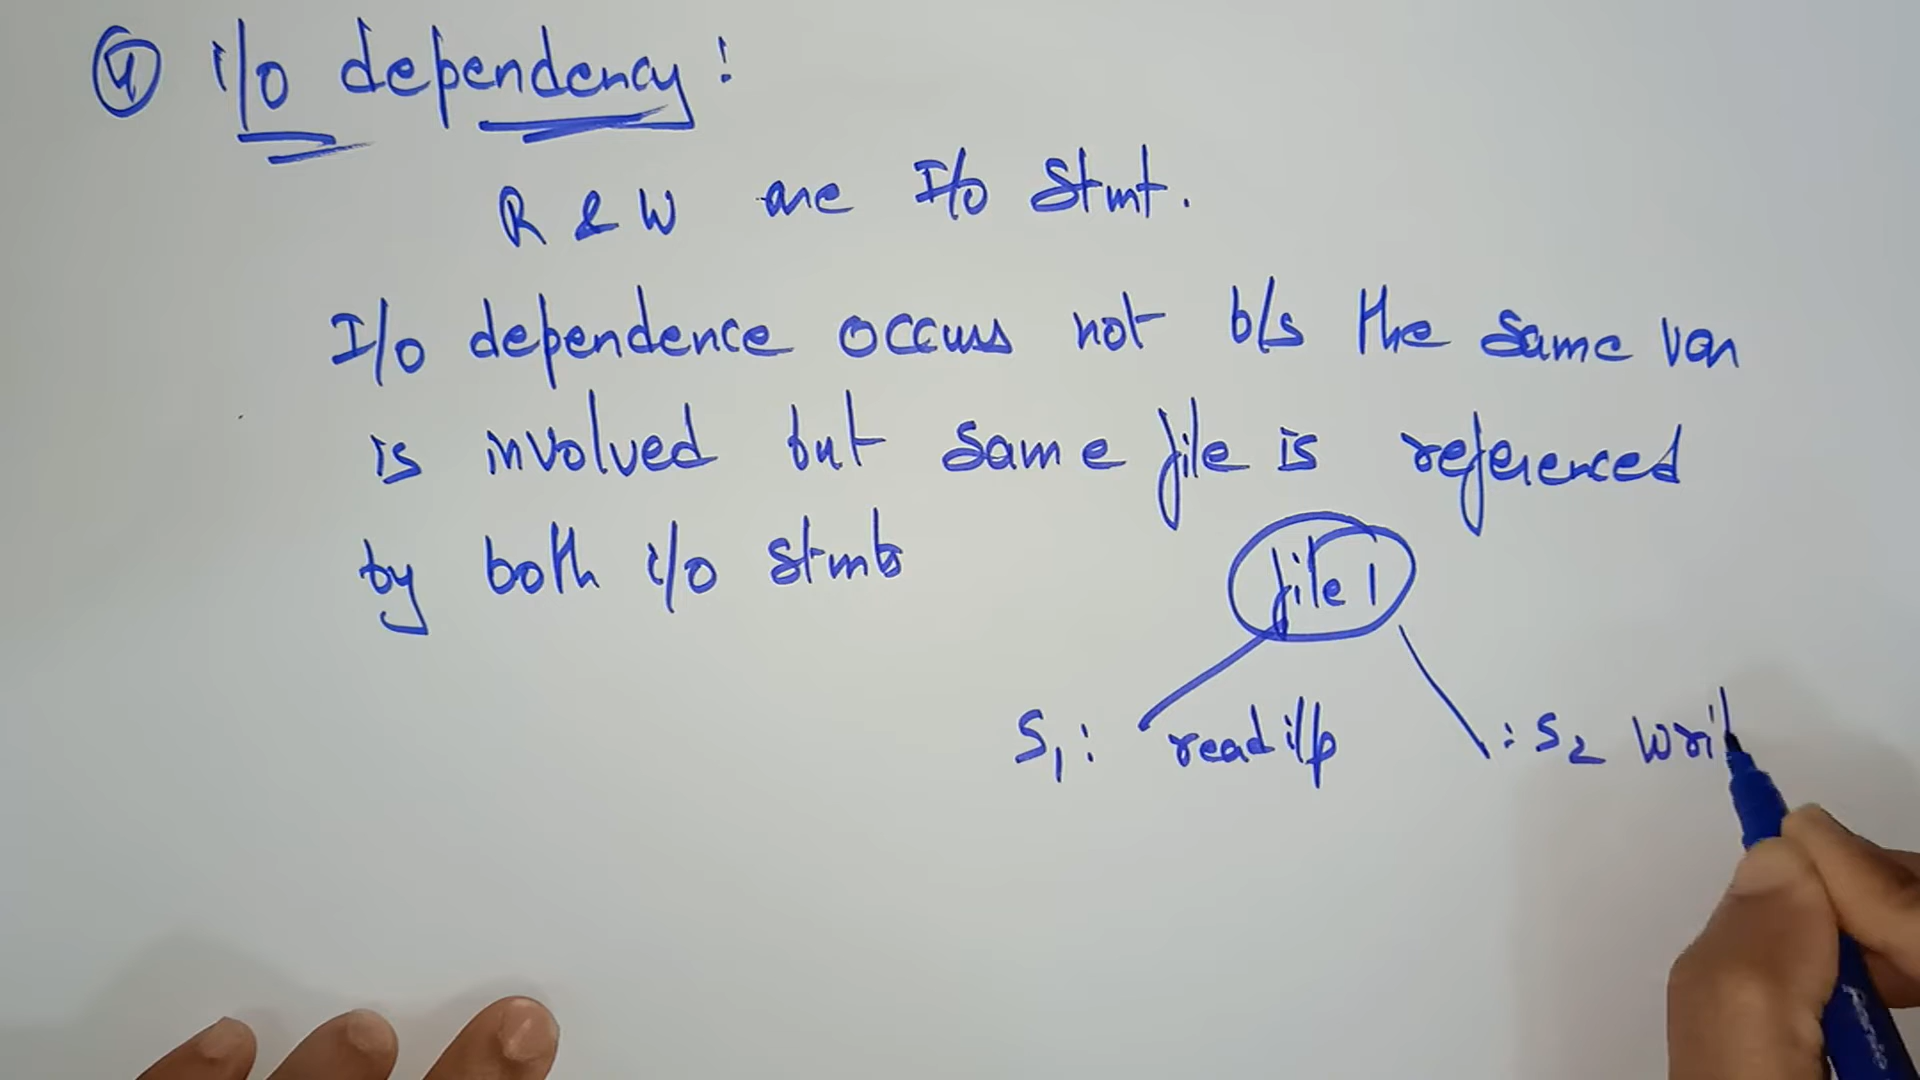 ④ i/o dependency:
R & W are I/o Stmt.
I/o dependence occurs not b/s the same var
is involved but same file is referenced
by both i/o stmts
file 1
S1: read i/p : S2 writ